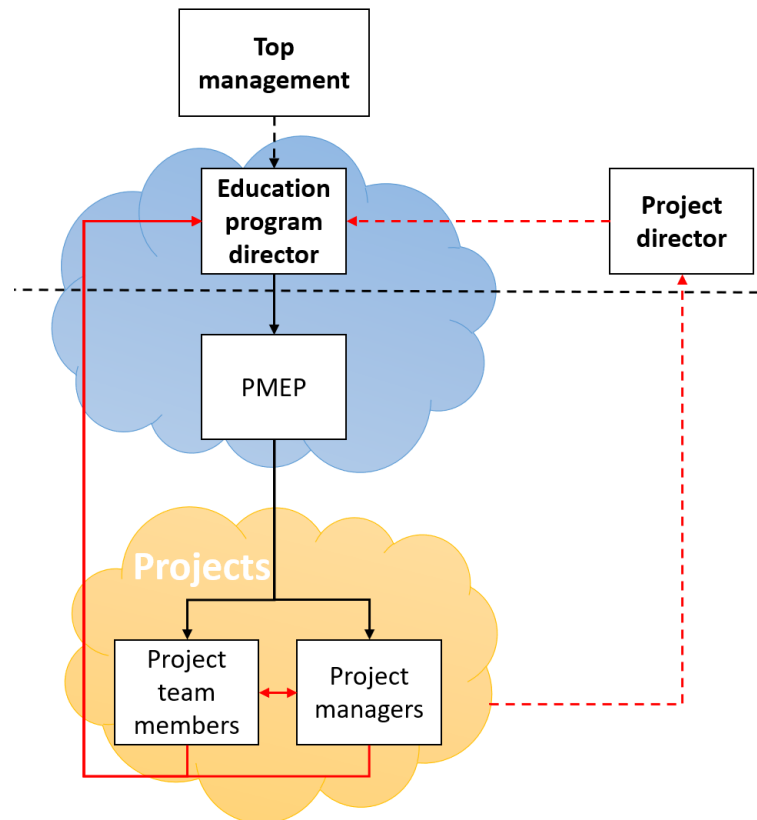 Top
management
Education
program
director
Project
director
PMEP
Projects
Project
team
members
Project
managers